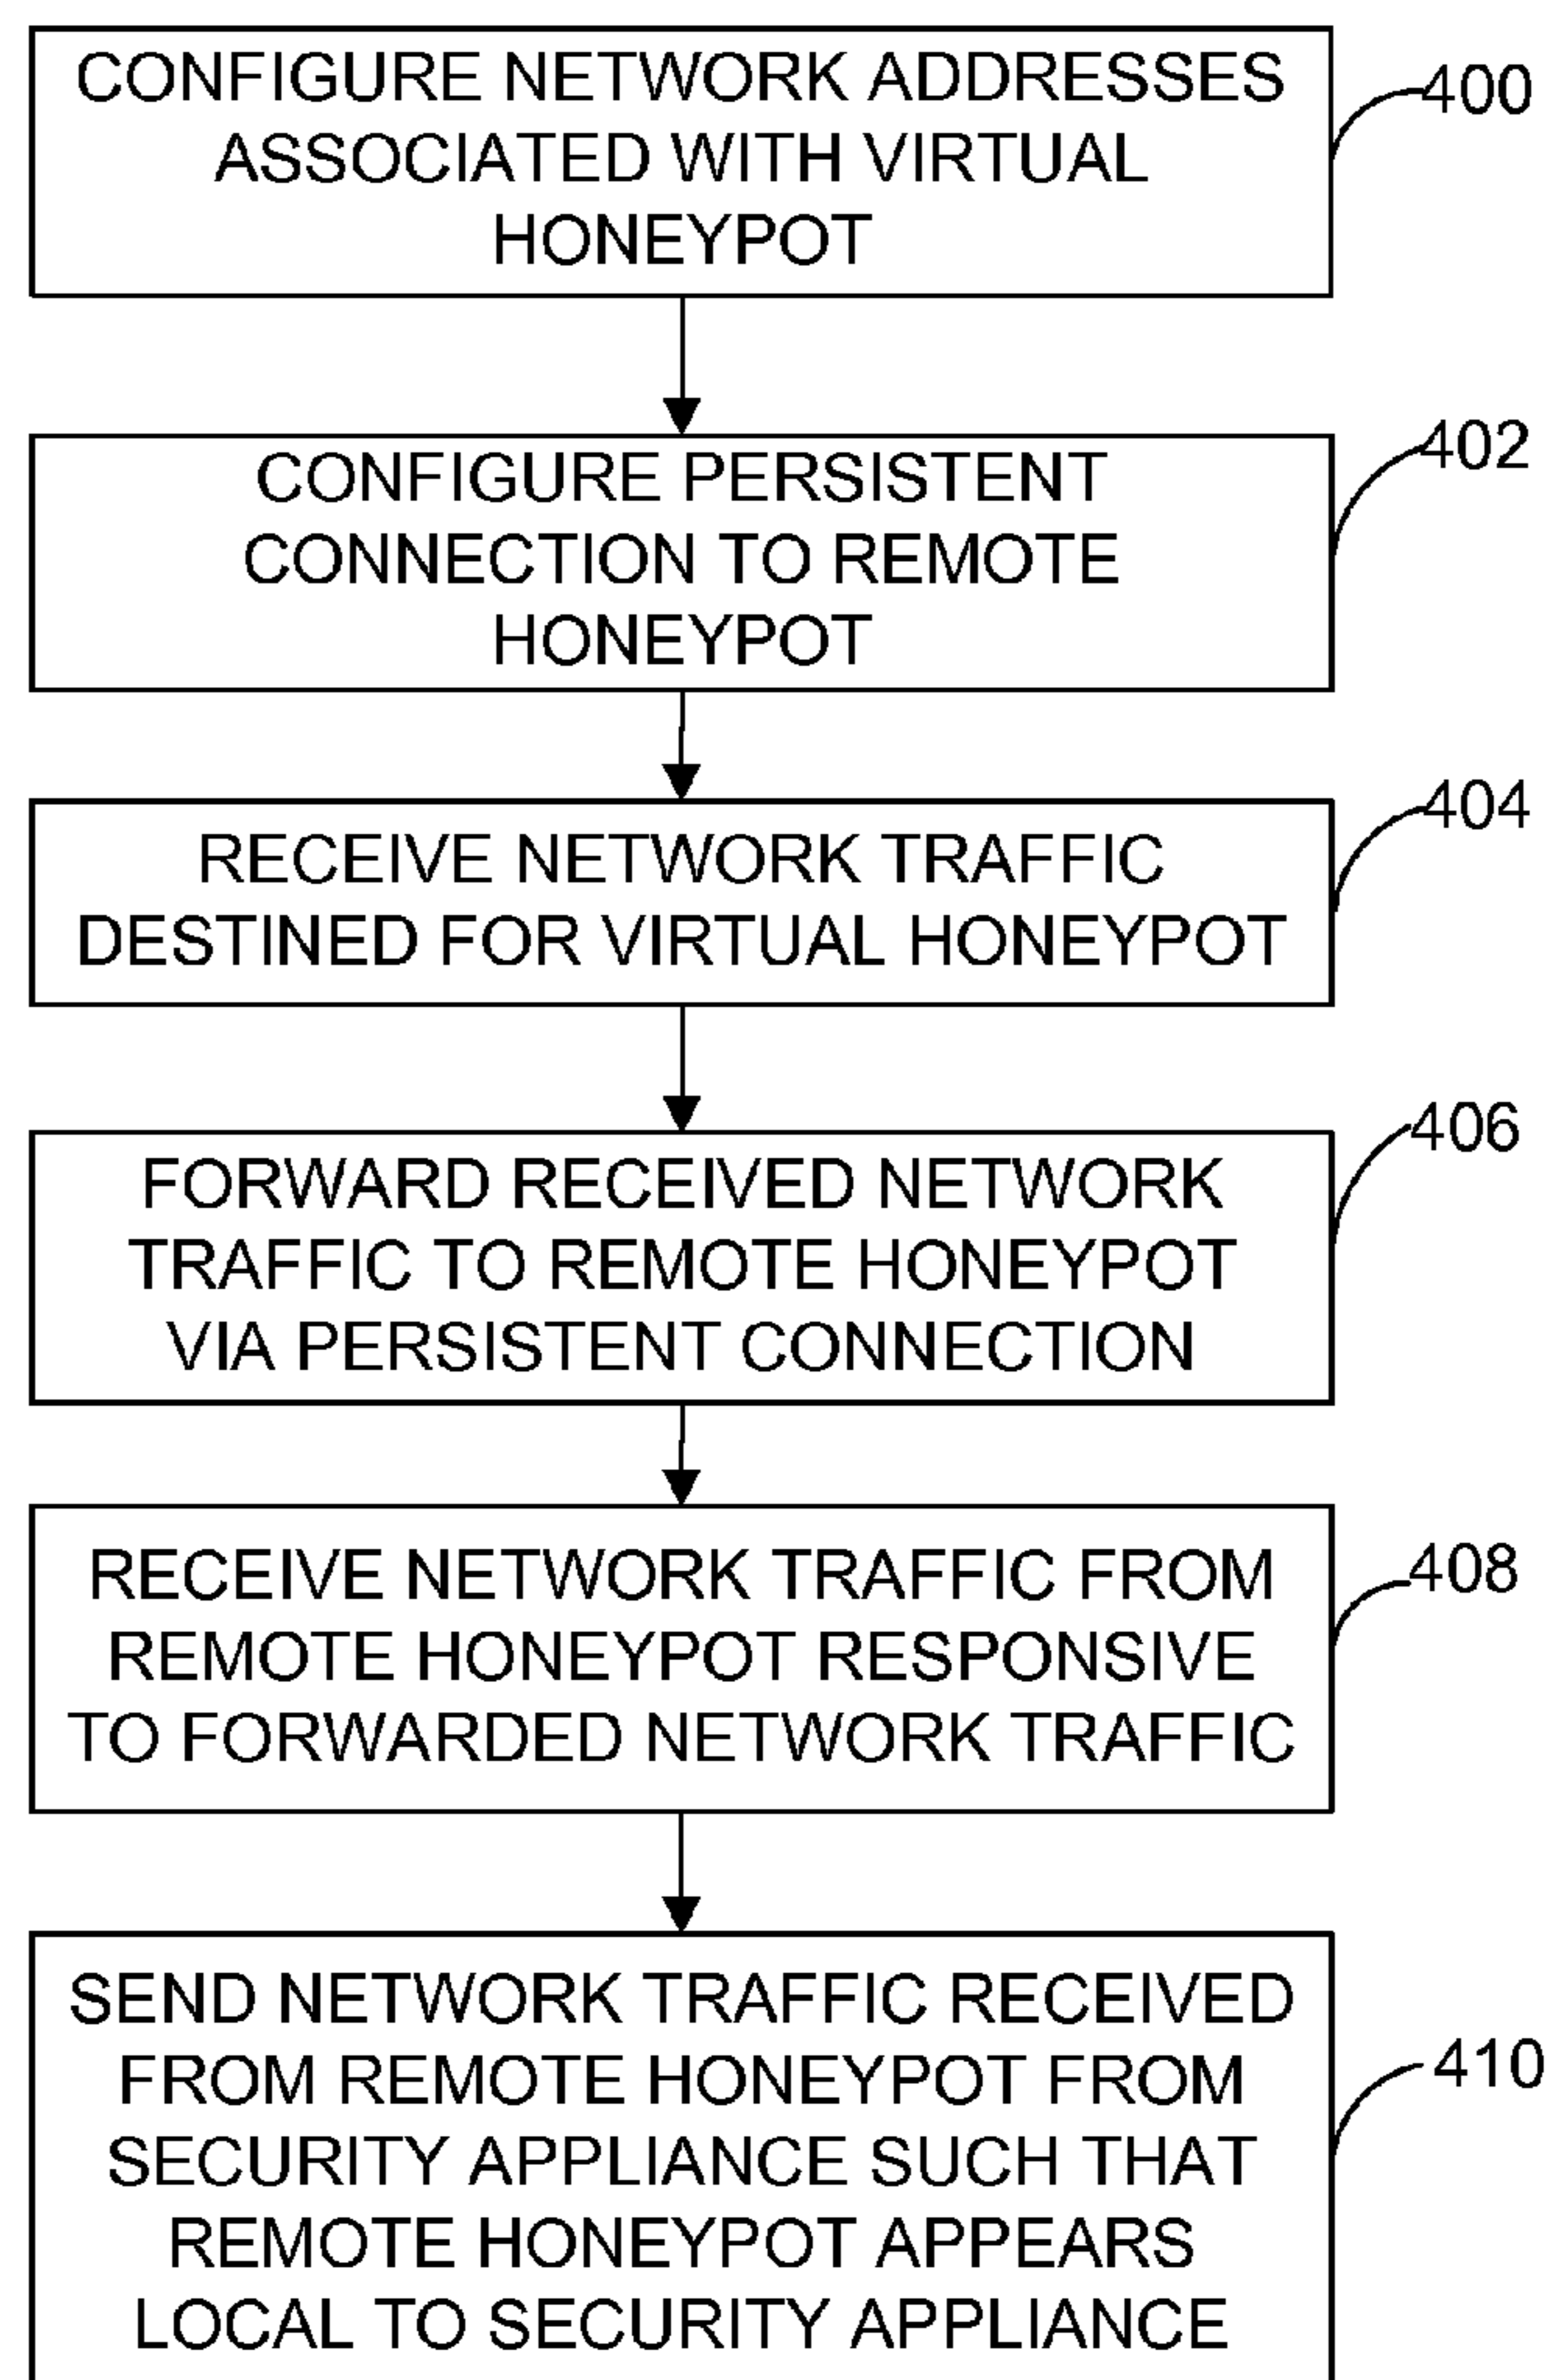 CONFIGURE NETWORK ADDRESSES
ASSOCIATED WITH VIRTUAL
HONEYPOT
400
CONFIGURE PERSISTENT
CONNECTION TO REMOTE
HONEYPOT
402
RECEIVE NETWORK TRAFFIC
DESTINED FOR VIRTUAL HONEYPOT
404
FORWARD RECEIVED NETWORK
TRAFFIC TO REMOTE HONEYPOT
VIA PERSISTENT CONNECTION
406
RECEIVE NETWORK TRAFFIC FROM
REMOTE HONEYPOT RESPONSIVE
TO FORWARDED NETWORK TRAFFIC
408
SEND NETWORK TRAFFIC RECEIVED
FROM REMOTE HONEYPOT FROM
SECURITY APPLIANCE SUCH THAT
REMOTE HONEYPOT APPEARS
LOCAL TO SECURITY APPLIANCE
410